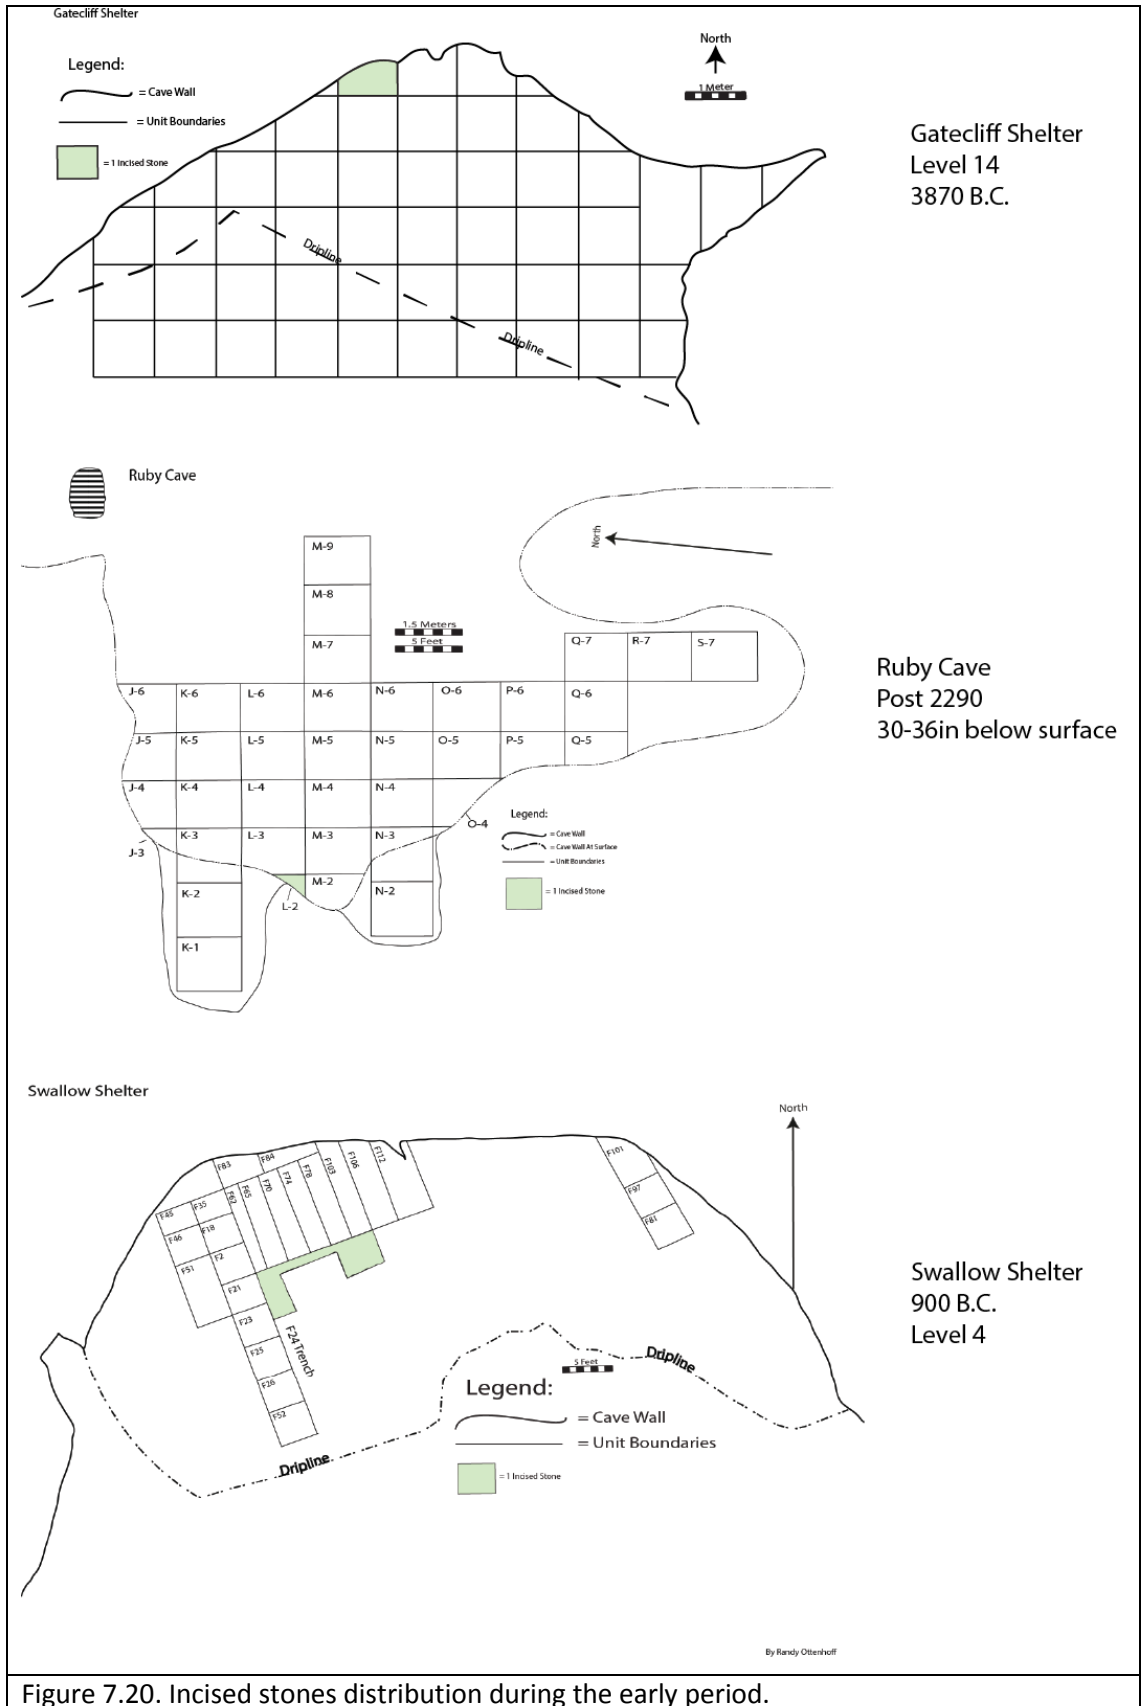 Gatecliff Shelter
Legend:
= Cave Wall
= Unit Boundaries
= 1 Incised Stone
North
1 Meter
Dripline
Dripline
Gatecliff Shelter
Level 14
3870 B.C.
Ruby Cave
North
M-9
M-8
M-7
1.5 Meters
5 Feet
Q-7 R-7 S-7
J-6 K-6 L-6 M-6 N-6 O-6 P-6 Q-6
J-5 K-5 L-5 M-5 N-5 O-5 P-5 Q-5
J-4 K-4 L-4 M-4 N-4
O-4
J-3 K-3 L-3 M-3 N-3
L-2 M-2
K-2 N-2
K-1
Legend:
= Cave Wall
= Cave Wall At Surface
= Unit Boundaries
= 1 Incised Stone
Ruby Cave
Post 2290
30-36in below surface
Swallow Shelter
North
F83 F84
F45 F35 F62 F65 F70 F74 F78 F103 F106 F112
F46 F18
F51 F2
F21
F23
F25
F26
F52
F24 Trench
F101
F97
F81
Dripline
Dripline
5 Feet
Legend:
= Cave Wall
= Unit Boundaries
= 1 Incised Stone
Swallow Shelter
900 B.C.
Level 4
By Randy Ottenhoff
Figure 7.20. Incised stones distribution during the early period.